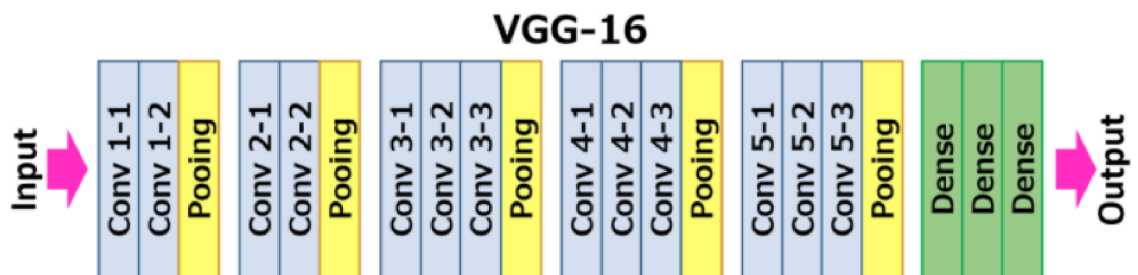 VGG-16
Input
Conv 1-1
Conv 1-2
Pooing
Conv 2-1
Conv 2-2
Pooing
Conv 3-1
Conv 3-2
Conv 3-3
Pooing
Conv 4-1
Conv 4-2
Conv 4-3
Pooing
Conv 5-1
Conv 5-2
Conv 5-3
Pooing
Dense
Dense
Dense
Output